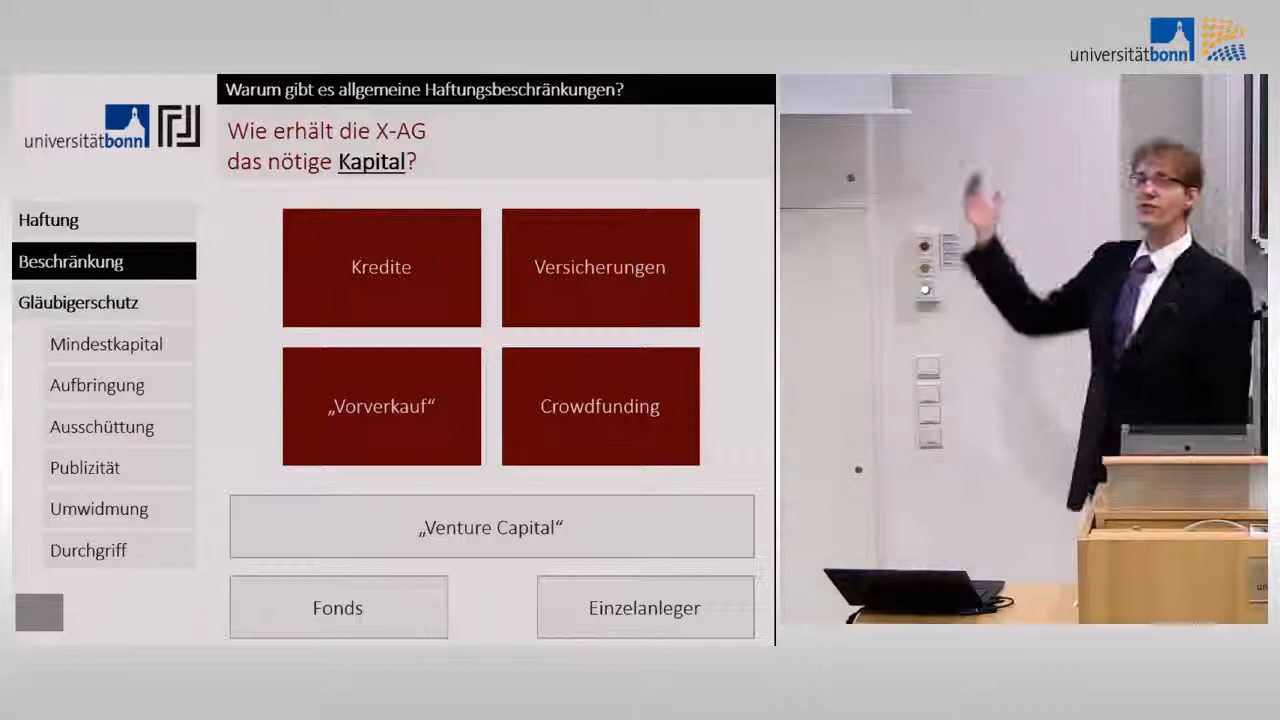 universitätbonn
Warum gibt es allgemeine Haftungsbeschränkungen?
universitätbonn
Wie erhält die X-AG
das nötige Kapital?
Haftung
Beschränkung
Gläubigerschutz
Mindestkapital
Aufbringung
Ausschüttung
Publizität
Umwidmung
Durchgriff
Kredite
Versicherungen
„Vorverkauf“
Crowdfunding
„Venture Capital“
Fonds
Einzelanleger